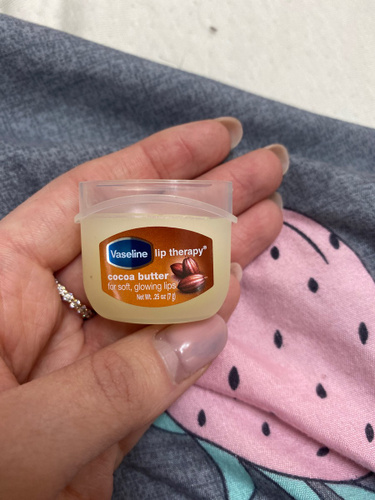 Vaseline lip therapy®
cocoa butter
for soft, glowing lips
Net Wt. .25 oz (7 g)